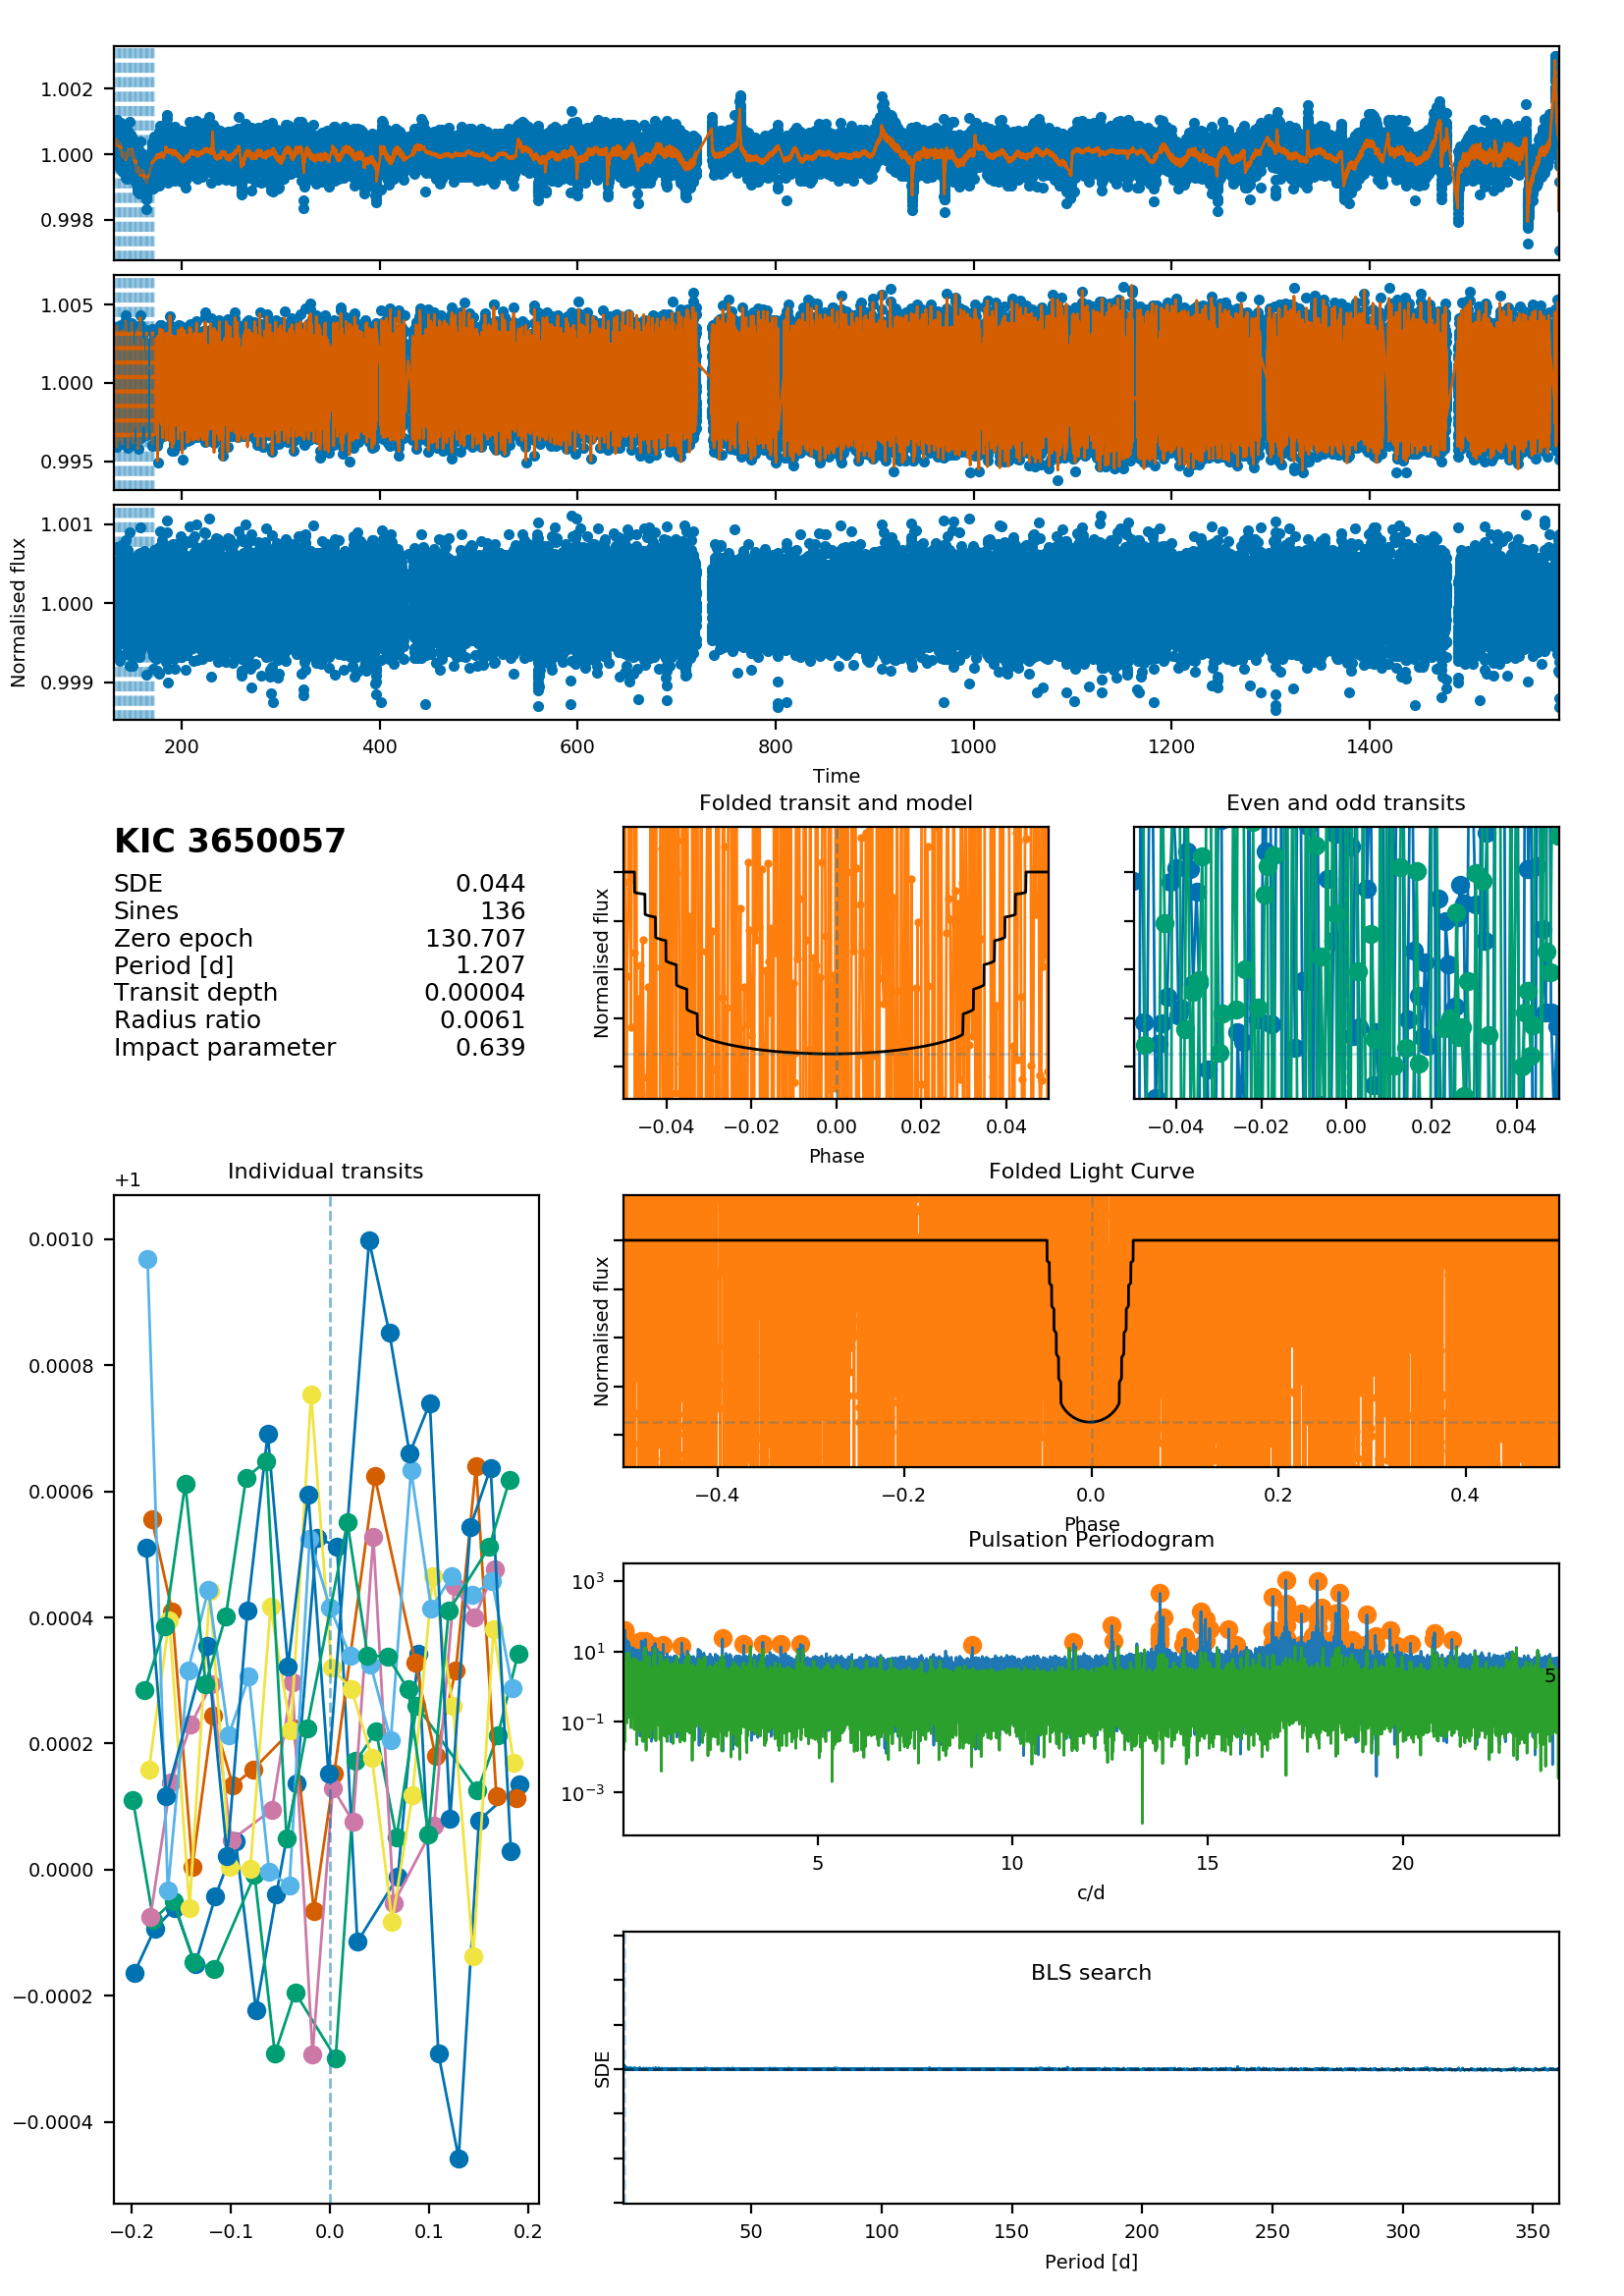 1.002
1.000
0.998
1.005
1.000
0.995
1.001
1.000
0.999
Normalised flux
200 400 600 800 1000 1200 1400
Time
KIC 3650057
SDE 0.044
Sines 136
Zero epoch 130.707
Period [d] 1.207
Transit depth 0.00004
Radius ratio 0.0061
Impact parameter 0.639
Folded transit and model
Normalised flux
−0.04 −0.02 0.00 0.02 0.04
Phase
Even and odd transits
−0.04 −0.02 0.00 0.02 0.04
Individual transits
+1
0.0010
0.0008
0.0006
0.0004
0.0002
0.0000
−0.0002
−0.0004
−0.2 −0.1 0.0 0.1 0.2
Folded Light Curve
Normalised flux
−0.4 −0.2 0.0 0.2 0.4
Phase
Pulsation Periodogram
10³
10¹
10⁻¹
10⁻³
5
5 10 15 20
c/d
BLS search
SDE
50 100 150 200 250 300 350
Period [d]